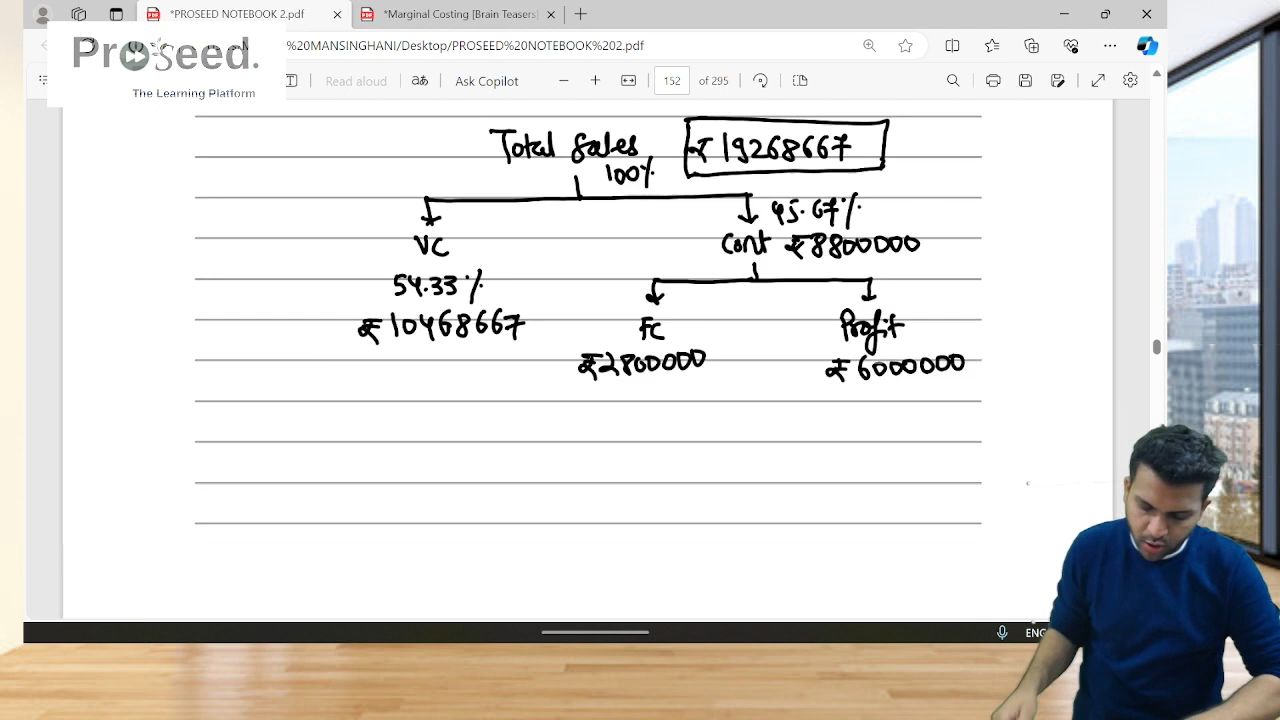 *PROSEED NOTEBOOK 2.pdf
*Marginal Costing [Brain Teasers]
Proseed.
The Learning Platform
%20MANSINGHANI/Desktop/PROSEED%20NOTEBOOK%202.pdf
Read aloud
aあ
Ask Copilot
152 of 295
Total Sales ₹19268667
100%
45.67%
VC
Cont ₹8800000
54.33%
₹10468667
FC
Profit
₹2800000
₹6000000
ENG